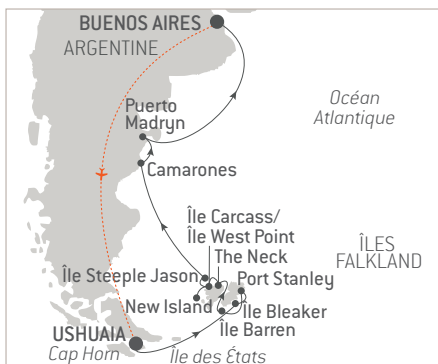 BUENOS AIRES
ARGENTINE
Océan
Atlantique
Puerto
Madryn
Camarones
Île Carcass/
Île West Point
The Neck
ÎLES
FALKLAND
Île Steeple Jason
Port Stanley
New Island
Île Bleaker
Île Barren
USHUAIA
Cap Horn
Île des États